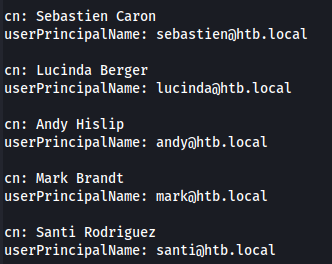 cn: Sebastien Caron
userPrincipalName: sebastien@htb.local
cn: Lucinda Berger
userPrincipalName: lucinda@htb.local
cn: Andy Hislip
userPrincipalName: andy@htb.local
cn: Mark Brandt
userPrincipalName: mark@htb.local
cn: Santi Rodriguez
userPrincipalName: santi@htb.local